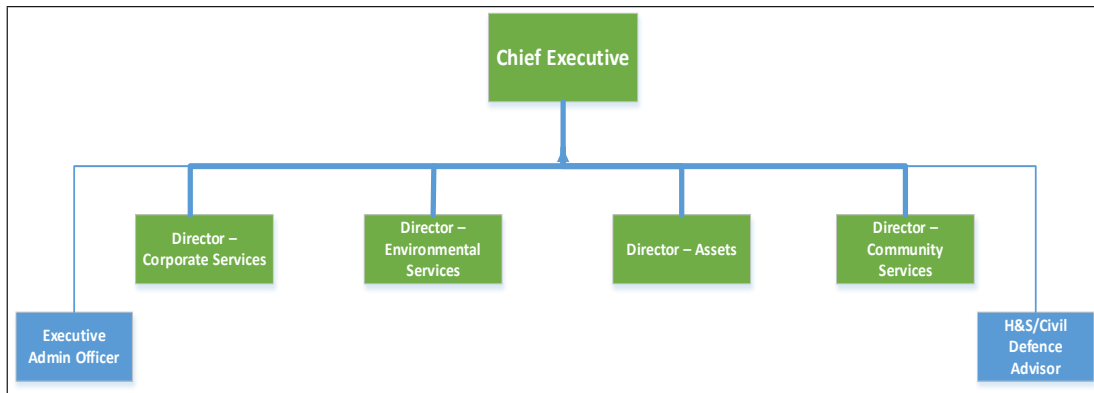 Chief Executive
Director –
Corporate Services
Director –
Environmental
Services
Director – Assets
Director –
Community
Services
Executive
Admin Officer
H&S/Civil
Defence
Advisor